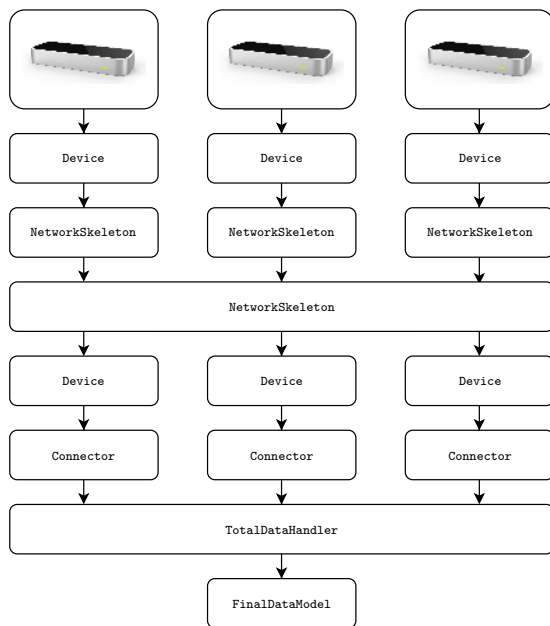 Device Device Device
NetworkSkeleton NetworkSkeleton NetworkSkeleton
NetworkSkeleton
Device Device Device
Connector Connector Connector
TotalDataHandler
FinalDataModel